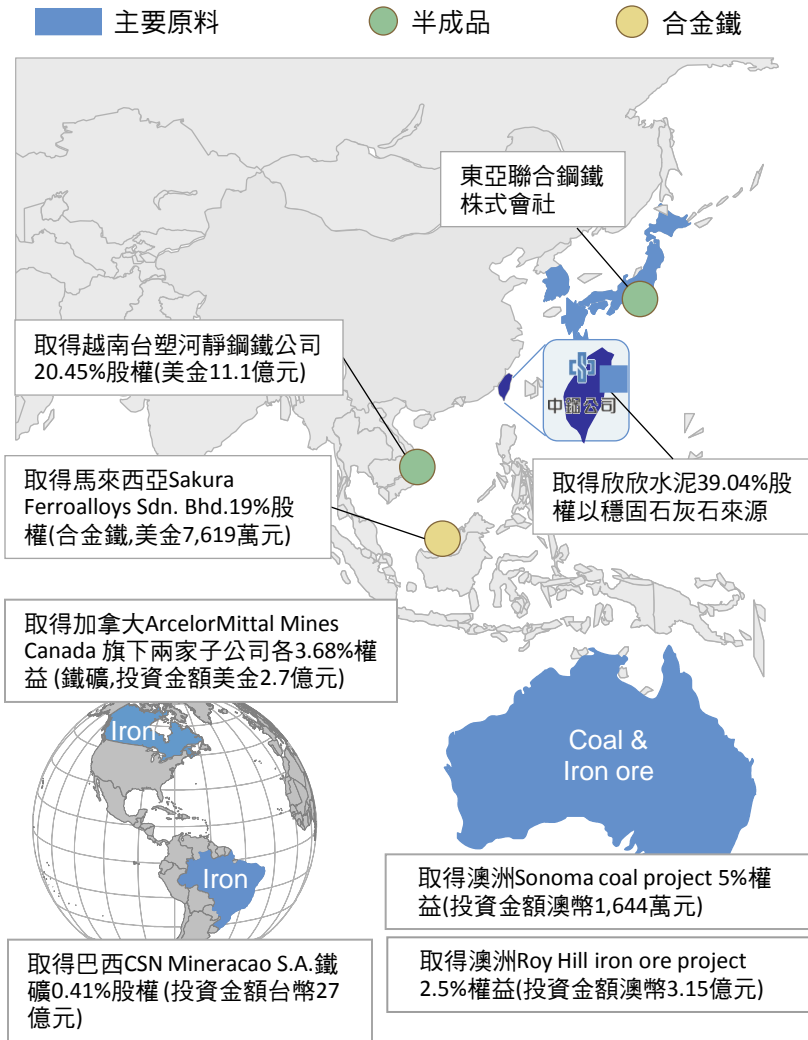 主要原料
半成品
合金鐵
東亞聯合鋼鐵
株式會社
取得越南台塑河靜鋼鐵公司
20.45%股權(美金11.1億元)
中鋼公司
取得馬來西亞Sakura
Ferroalloys Sdn. Bhd.19%股
權(合金鐵,美金7,619萬元)
取得欣欣水泥39.04%股
權以穩固石灰石來源
取得加拿大ArcelorMittal Mines
Canada 旗下兩家子公司各3.68%權
益 (鐵礦,投資金額美金2.7億元)
Iron
Iron
Coal &
Iron ore
取得澳洲Sonoma coal project 5%權
益(投資金額澳幣1,644萬元)
取得巴西CSN Mineracao S.A.鐵
礦0.41%股權 (投資金額台幣27
億元)
取得澳洲Roy Hill iron ore project
2.5%權益(投資金額澳幣3.15億元)